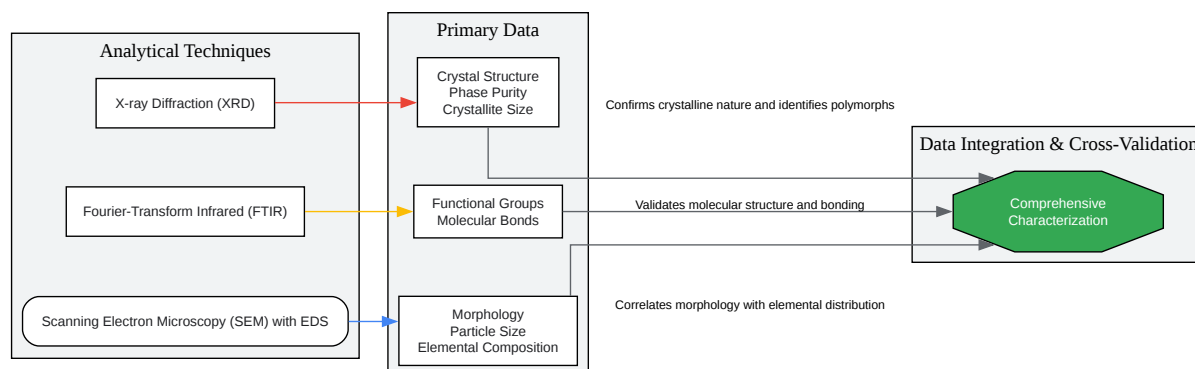 Analytical Techniques
X-ray Diffraction (XRD)
Fourier-Transform Infrared (FTIR)
Scanning Electron Microscopy (SEM) with EDS
Primary Data
Crystal Structure
Phase Purity
Crystallite Size
Functional Groups
Molecular Bonds
Morphology
Particle Size
Elemental Composition
Confirms crystalline nature and identifies polymorphs
Validates molecular structure and bonding
Correlates morphology with elemental distribution
Data Integration & Cross-Validation
Comprehensive
Characterization